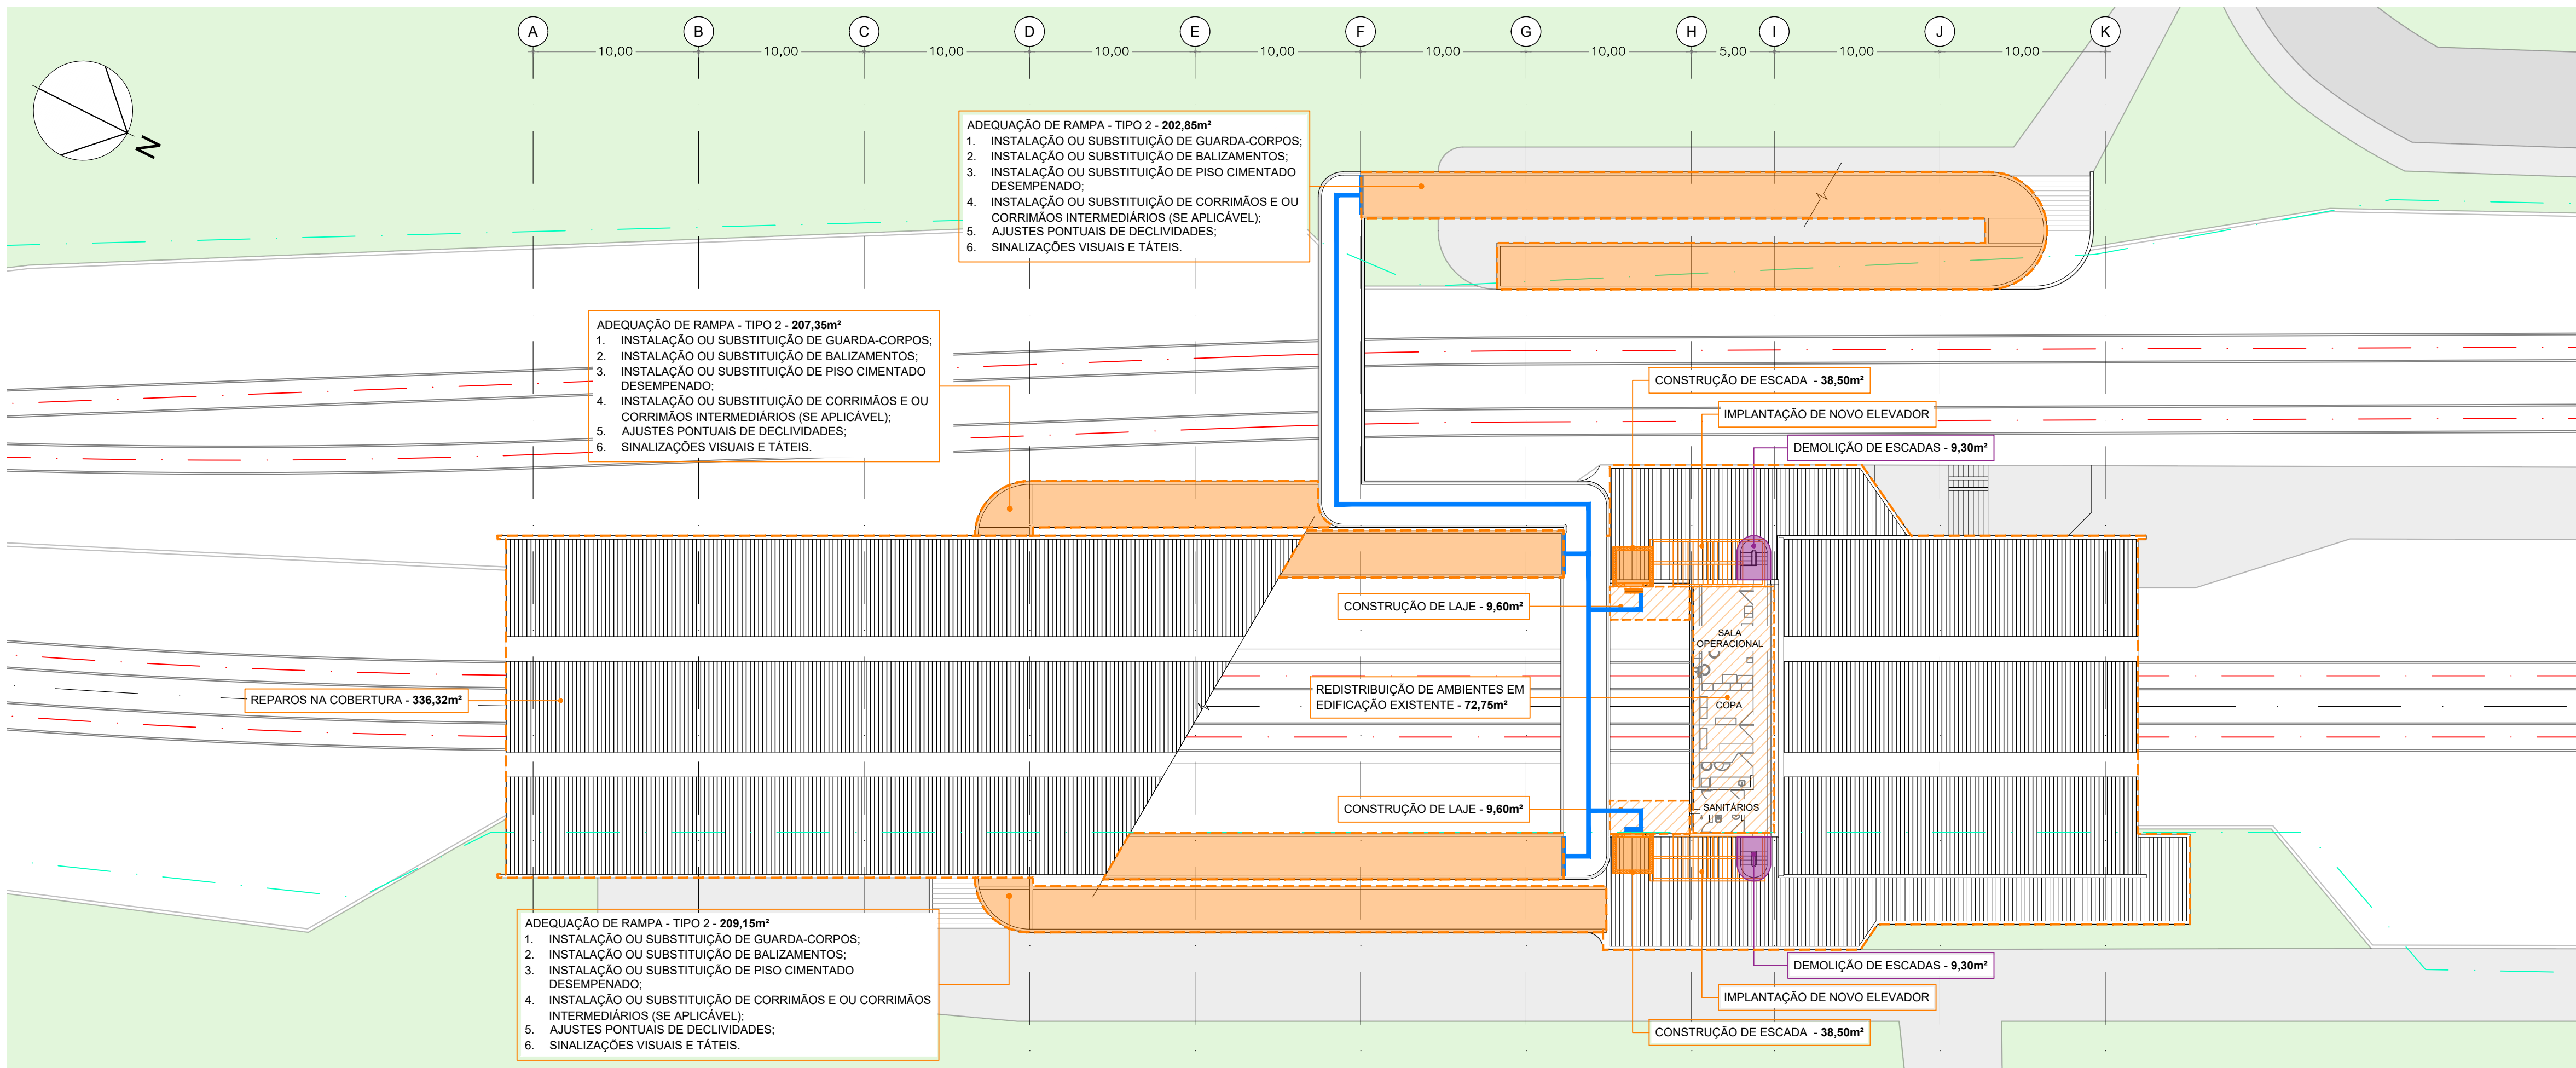 A B C D E F G H I J K
10,00 10,00 10,00 10,00 10,00 10,00 10,00 5,00 10,00 10,00
N
ADEQUAÇÃO DE RAMPA - TIPO 2 - 202,85m²
1. INSTALAÇÃO OU SUBSTITUIÇÃO DE GUARDA-CORPOS;
2. INSTALAÇÃO OU SUBSTITUIÇÃO DE BALIZAMENTOS;
3. INSTALAÇÃO OU SUBSTITUIÇÃO DE PISO CIMENTADO
DESEMPENADO;
4. INSTALAÇÃO OU SUBSTITUIÇÃO DE CORRIMÃOS E OU
CORRIMÃOS INTERMEDIÁRIOS (SE APLICÁVEL);
5. AJUSTES PONTUAIS DE DECLIVIDADES;
6. SINALIZAÇÕES VISUAIS E TÁTEIS.
ADEQUAÇÃO DE RAMPA - TIPO 2 - 207,35m²
1. INSTALAÇÃO OU SUBSTITUIÇÃO DE GUARDA-CORPOS;
2. INSTALAÇÃO OU SUBSTITUIÇÃO DE BALIZAMENTOS;
3. INSTALAÇÃO OU SUBSTITUIÇÃO DE PISO CIMENTADO
DESEMPENADO;
4. INSTALAÇÃO OU SUBSTITUIÇÃO DE CORRIMÃOS E OU
CORRIMÃOS INTERMEDIÁRIOS (SE APLICÁVEL);
5. AJUSTES PONTUAIS DE DECLIVIDADES;
6. SINALIZAÇÕES VISUAIS E TÁTEIS.
CONSTRUÇÃO DE ESCADA - 38,50m²
IMPLANTAÇÃO DE NOVO ELEVADOR
DEMOLIÇÃO DE ESCADAS - 9,30m²
CONSTRUÇÃO DE LAJE - 9,60m²
SALA
OPERACIONAL
REPAROS NA COBERTURA - 336,32m²
REDISTRIBUIÇÃO DE AMBIENTES EM
EDIFICAÇÃO EXISTENTE - 72,75m²
COPA
CONSTRUÇÃO DE LAJE - 9,60m²
SANITÁRIOS
ADEQUAÇÃO DE RAMPA - TIPO 2 - 209,15m²
1. INSTALAÇÃO OU SUBSTITUIÇÃO DE GUARDA-CORPOS;
2. INSTALAÇÃO OU SUBSTITUIÇÃO DE BALIZAMENTOS;
3. INSTALAÇÃO OU SUBSTITUIÇÃO DE PISO CIMENTADO
DESEMPENADO;
4. INSTALAÇÃO OU SUBSTITUIÇÃO DE CORRIMÃOS E OU CORRIMÃOS
INTERMEDIÁRIOS (SE APLICÁVEL);
5. AJUSTES PONTUAIS DE DECLIVIDADES;
6. SINALIZAÇÕES VISUAIS E TÁTEIS.
DEMOLIÇÃO DE ESCADAS - 9,30m²
IMPLANTAÇÃO DE NOVO ELEVADOR
CONSTRUÇÃO DE ESCADA - 38,50m²